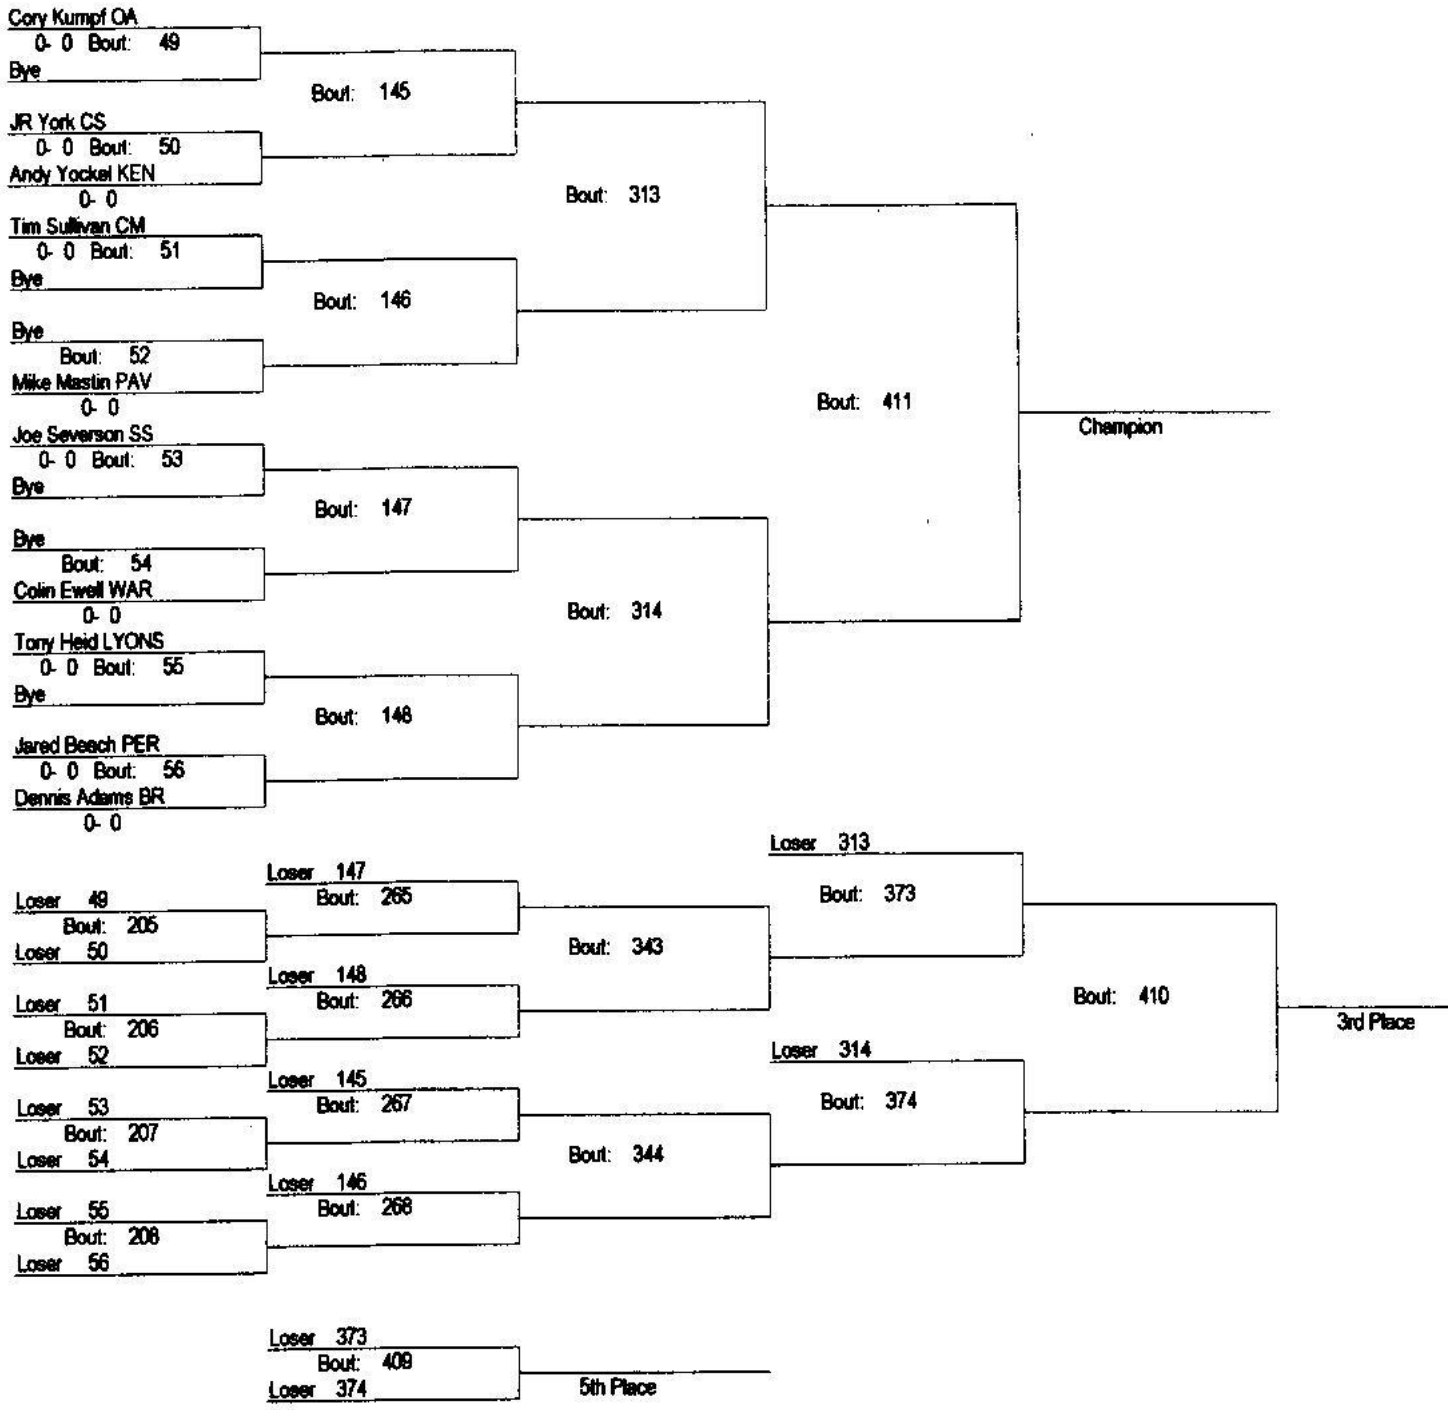 Cory Kumpf OA
0- 0 Bout: 49
Bye
Bout: 145
JR York CS
0- 0 Bout: 50
Andy Yockel KEN
0- 0
Bout: 313
Tim Sullivan CM
0- 0 Bout: 51
Bye
Bout: 146
Bye
Bout: 52
Mike Mastin PAV
0- 0
Bout: 411
Champion
Joe Severson SS
0- 0 Bout: 53
Bye
Bout: 147
Bye
Bout: 54
Colin Ewell WAR
0- 0
Bout: 314
Tony Heid LYONS
0- 0 Bout: 55
Bye
Bout: 148
Jared Beach PER
0- 0 Bout: 56
Dennis Adams BR
0- 0
Loser 313
Loser 147
Bout: 265
Bout: 373
Loser 49
Bout: 205
Loser 50
Bout: 343
Loser 148
Bout: 266
Loser 51
Bout: 206
Loser 52
Bout: 410
3rd Place
Loser 314
Loser 145
Bout: 267
Bout: 374
Loser 53
Bout: 207
Loser 54
Bout: 344
Loser 146
Bout: 268
Loser 55
Bout: 208
Loser 56
Loser 373
Bout: 409
Loser 374
5th Place